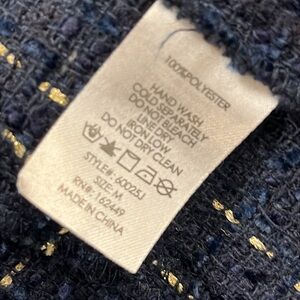 100%POLYESTER
HAND WASH
COLD SEPARATELY
DO NOT BLEACH
LINE DRY
IRON LOW
DO NOT DRY CLEAN
STYLE#: 60025J
SIZE: M
RN#: 162449
MADE IN CHINA